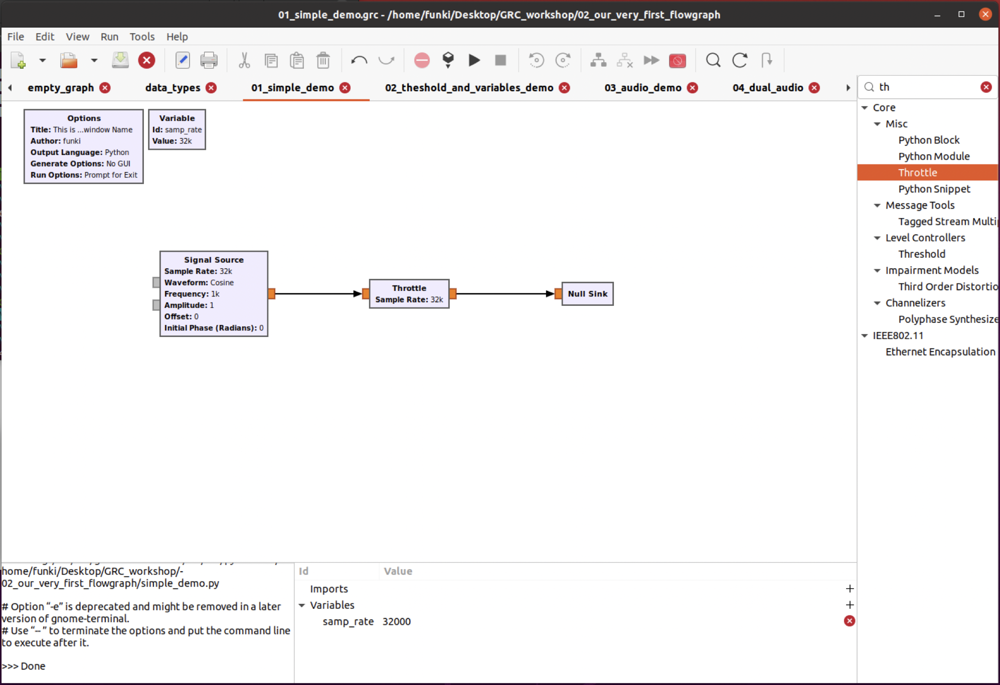 01_simple_demo.grc - /home/funki/Desktop/GRC_workshop/02_our_very_first_flowgraph
File Edit View Run Tools Help
empty_graph data_types 01_simple_demo 02_theshold_and_variables_demo 03_audio_demo 04_dual_audio
th
Options
Title: This is ...window Name
Author: funki
Output Language: Python
Generate Options: No GUI
Run Options: Prompt for Exit
Variable
Id: samp_rate
Value: 32k
Signal Source
Sample Rate: 32k
Waveform: Cosine
Frequency: 1k
Amplitude: 1
Offset: 0
Initial Phase (Radians): 0
Throttle
Sample Rate: 32k
Null Sink
Core
Misc
Python Block
Python Module
Throttle
Python Snippet
Message Tools
Tagged Stream Multi
Level Controllers
Threshold
Impairment Models
Third Order Distortio
Channelizers
Polyphase Synthesize
IEEE802.11
Ethernet Encapsulation
home/funki/Desktop/GRC_workshop/-
02_our_very_first_flowgraph/simple_demo.py
# Option “-e” is deprecated and might be removed in a later
version of gnome-terminal.
# Use “-- ” to terminate the options and put the command line
to execute after it.
>>> Done
Id Value
Imports
Variables
samp_rate 32000